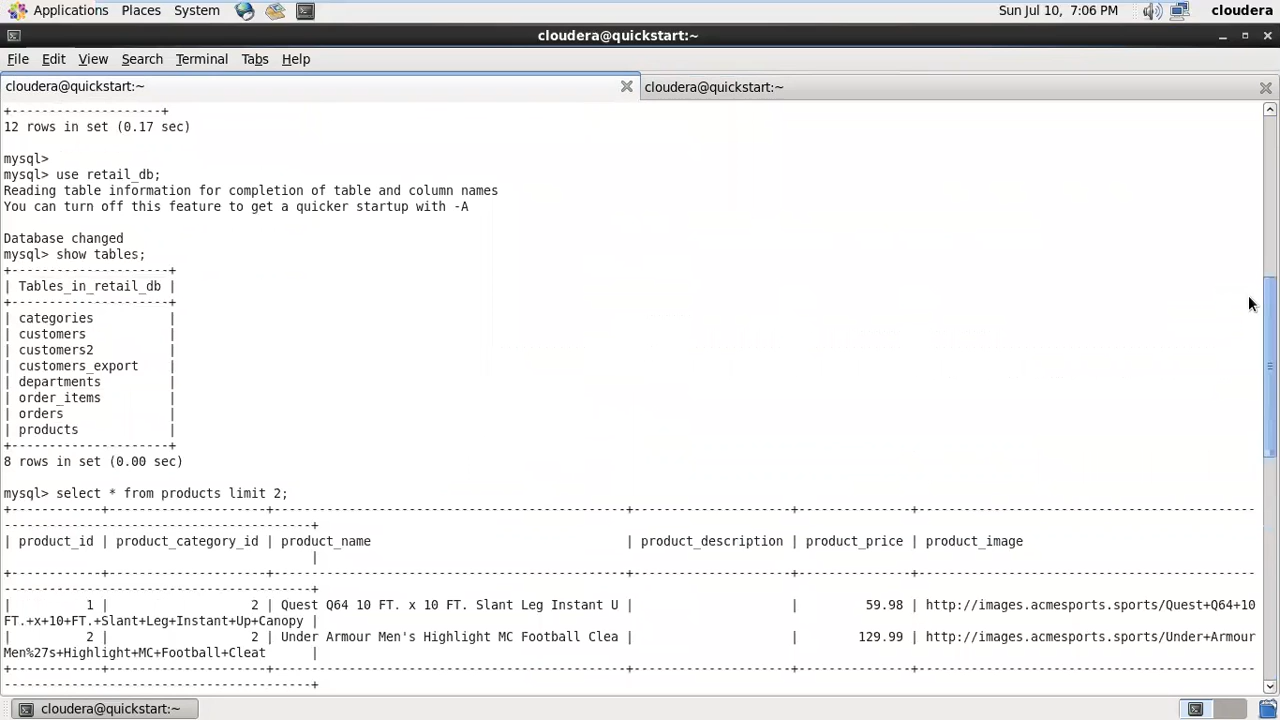 Applications Places System Sun Jul 10, 7:06 PM cloudera
cloudera@quickstart:~
File Edit View Search Terminal Tabs Help
cloudera@quickstart:~ cloudera@quickstart:~
+--------------------+
12 rows in set (0.17 sec)
mysql>
mysql> use retail_db;
Reading table information for completion of table and column names
You can turn off this feature to get a quicker startup with -A
Database changed
mysql> show tables;
+---------------------+
| Tables_in_retail_db |
+---------------------+
| categories          |
| customers           |
| customers2          |
| customers_export    |
| departments         |
| order_items         |
| orders              |
| products            |
+---------------------+
8 rows in set (0.00 sec)
mysql> select * from products limit 2;
+------------+---------------------+-----------------------------------------------+---------------------+---------------+---------------------------------------------
-----------------------------------------+
| product_id | product_category_id | product_name                                  | product_description | product_price | product_image
                                         |
+------------+---------------------+-----------------------------------------------+---------------------+---------------+---------------------------------------------
-----------------------------------------+
|          1 |                   2 | Quest Q64 10 FT. x 10 FT. Slant Leg Instant U |                     |         59.98 | http://images.acmesports.sports/Quest+Q64+10
FT.+x+10+FT.+Slant+Leg+Instant+Up+Canopy |
|          2 |                   2 | Under Armour Men's Highlight MC Football Clea |                     |        129.99 | http://images.acmesports.sports/Under+Armour
Men%27s+Highlight+MC+Football+Cleat      |
+------------+---------------------+-----------------------------------------------+---------------------+---------------+---------------------------------------------
-----------------------------------------+
cloudera@quickstart:~